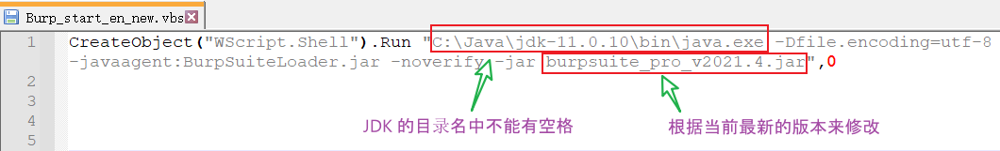 Burp_start_en_new.vbs
1 CreateObject("WScript.Shell").Run "C:\Java\jdk-11.0.10\bin\java.exe -Dfile.encoding=utf-8
-javaagent:BurpSuiteLoader.jar -noverify -jar burpsuite_pro_v2021.4.jar",0
2
3
4
JDK 的目录名中不能有空格
根据当前最新的版本来修改
5